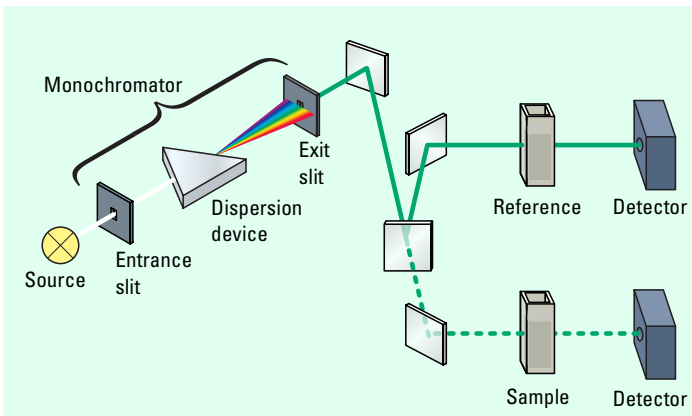 Monochromator
Exit
slit
Dispersion
device
Entrance
slit
Source
Reference
Detector
Sample
Detector